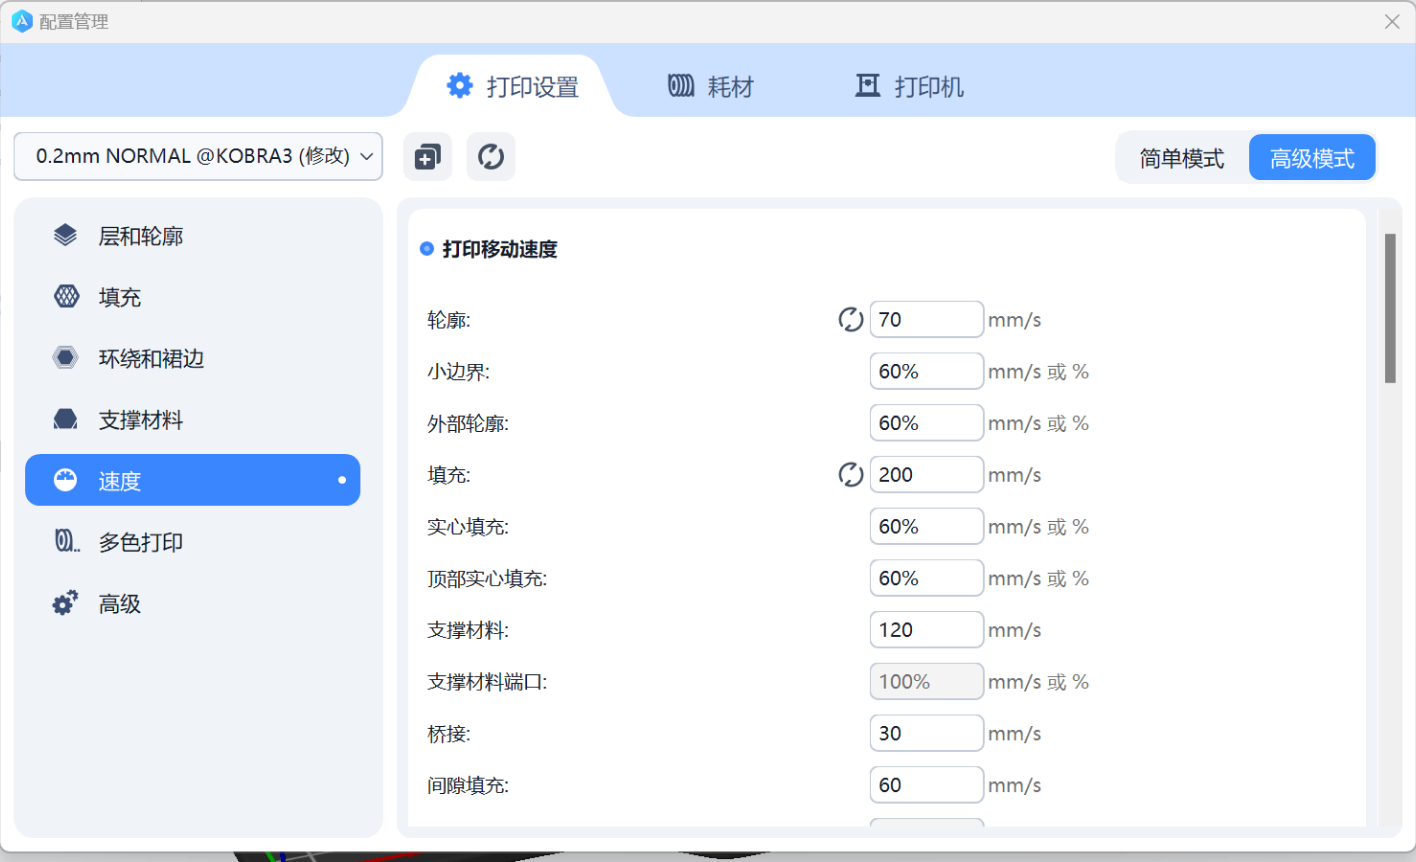 配置管理
打印设置
耗材
打印机
0.2mm NORMAL @KOBRA3 (修改)
简单模式
高级模式
层和轮廓
填充
环绕和裙边
支撑材料
速度
多色打印
高级
打印移动速度
轮廓: 70 mm/s
小边界: 60% mm/s 或 %
外部轮廓: 60% mm/s 或 %
填充: 200 mm/s
实心填充: 60% mm/s 或 %
顶部实心填充: 60% mm/s 或 %
支撑材料: 120 mm/s
支撑材料端口: 100% mm/s 或 %
桥接: 30 mm/s
间隙填充: 60 mm/s